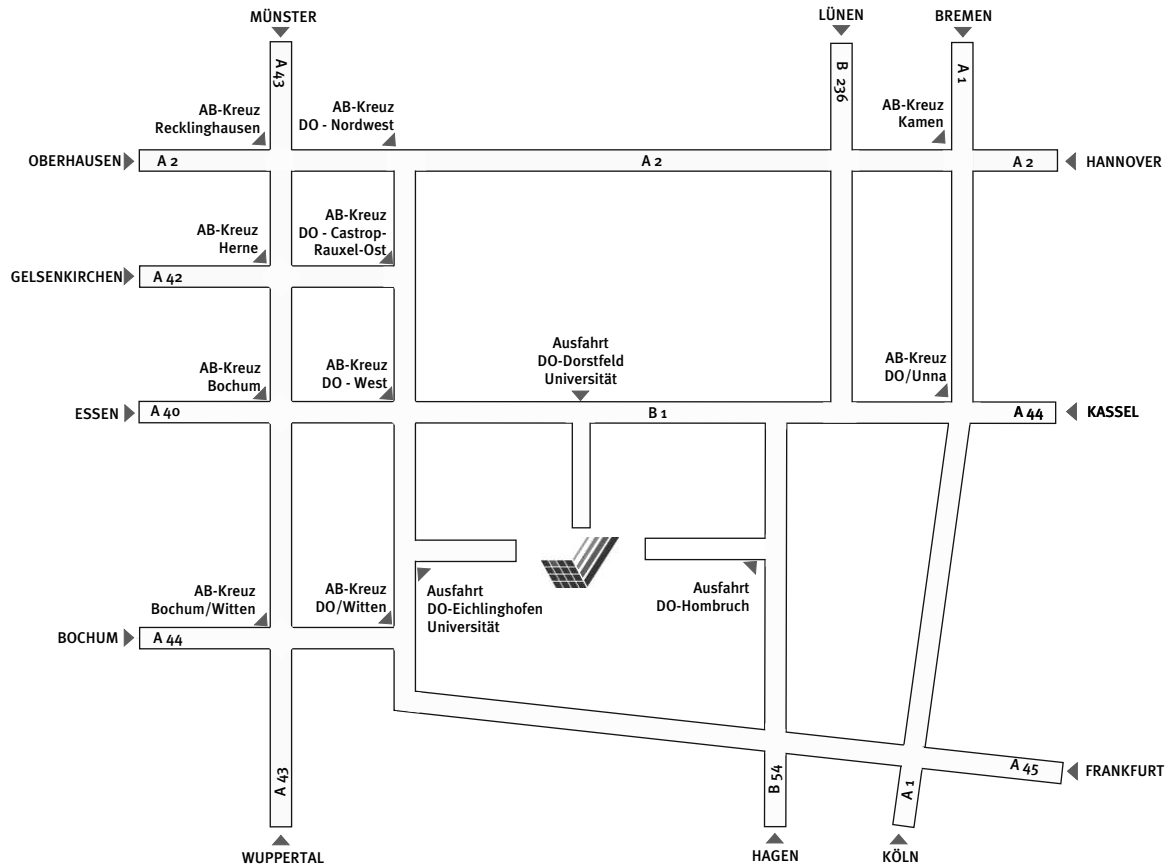 MÜNSTER
LÜNEN
BREMEN
A 43
B 236
A 1
AB-Kreuz
Recklinghausen
AB-Kreuz
DO - Nordwest
AB-Kreuz
Kamen
OBERHAUSEN
A 2
A 2
A 2
HANNOVER
AB-Kreuz
Herne
AB-Kreuz
DO - Castrop-
Rauxel-Ost
GELSENKIRCHEN
A 42
AB-Kreuz
Bochum
AB-Kreuz
DO - West
Ausfahrt
DO-Dorstfeld
Universität
AB-Kreuz
DO/Unna
ESSEN
A 40
B 1
A 44
KASSEL
AB-Kreuz
Bochum/Witten
AB-Kreuz
DO/Witten
Ausfahrt
DO-Eichlinghofen
Universität
Ausfahrt
DO-Hombruch
BOCHUM
A 44
A 43
B 54
A 1
A 45
FRANKFURT
WUPPERTAL
HAGEN
KÖLN